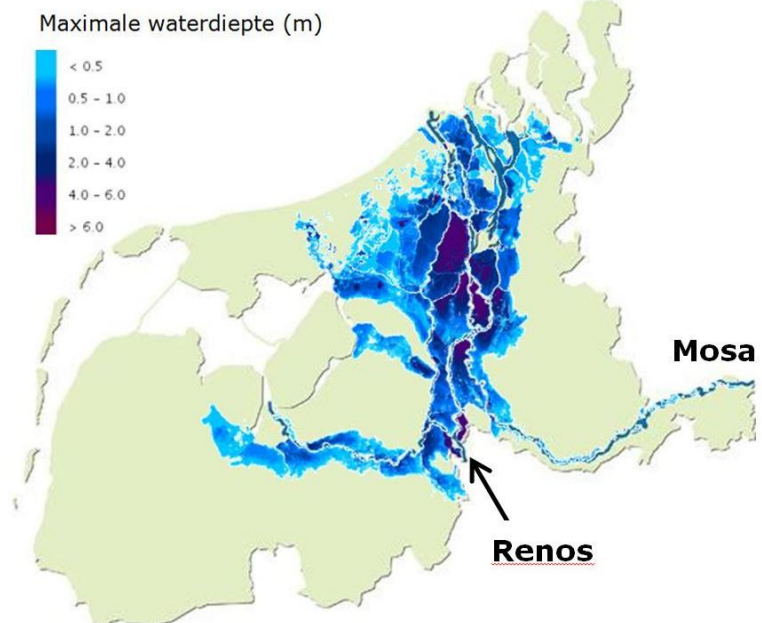 Maximale waterdiepte (m)
< 0.5
0.5 – 1.0
1.0 – 2.0
2.0 – 4.0
4.0 – 6.0
> 6.0
Mosa
Renos